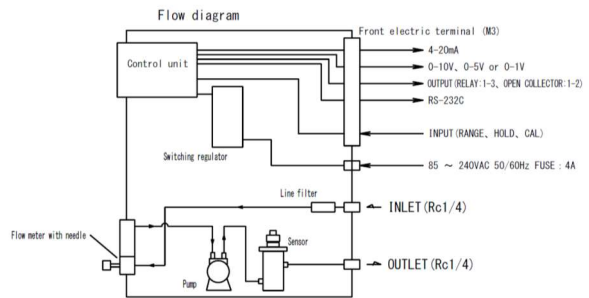 Flow diagram
Front electric terminal (M3)
Control unit
4-20mA
0-10V、0-5V or 0-1V
OUTPUT(RELAY:1-3、OPEN COLLECTOR:1-2)
RS-232C
INPUT(RANGE、HOLD、CAL)
Switching regulator
85 ～ 240VAC 50/60Hz FUSE : 4A
Line filter
INLET(Rc1/4)
Flow meter with needle
Sensor
OUTLET(Rc1/4)
Pump